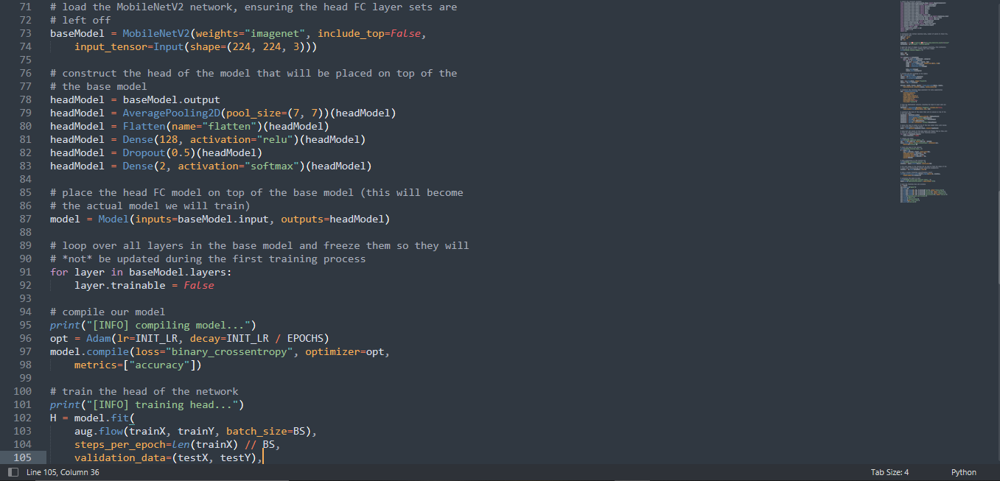 71 # load the MobileNetV2 network, ensuring the head FC layer sets are
72 # left off
73 baseModel = MobileNetV2(weights="imagenet", include_top=False,
74     input_tensor=Input(shape=(224, 224, 3)))
75
76 # construct the head of the model that will be placed on top of the
77 # the base model
78 headModel = baseModel.output
79 headModel = AveragePooling2D(pool_size=(7, 7))(headModel)
80 headModel = Flatten(name="flatten")(headModel)
81 headModel = Dense(128, activation="relu")(headModel)
82 headModel = Dropout(0.5)(headModel)
83 headModel = Dense(2, activation="softmax")(headModel)
84
85 # place the head FC model on top of the base model (this will become
86 # the actual model we will train)
87 model = Model(inputs=baseModel.input, outputs=headModel)
88
89 # loop over all layers in the base model and freeze them so they will
90 # *not* be updated during the first training process
91 for layer in baseModel.layers:
92     layer.trainable = False
93
94 # compile our model
95 print("[INFO] compiling model...")
96 opt = Adam(lr=INIT_LR, decay=INIT_LR / EPOCHS)
97 model.compile(loss="binary_crossentropy", optimizer=opt,
98     metrics=["accuracy"])
99
100 # train the head of the network
101 print("[INFO] training head...")
102 H = model.fit(
103     aug.flow(trainX, trainY, batch_size=BS),
104     steps_per_epoch=len(trainX) // BS,
105     validation_data=(testX, testY),
Line 105, Column 36
Tab Size: 4
Python